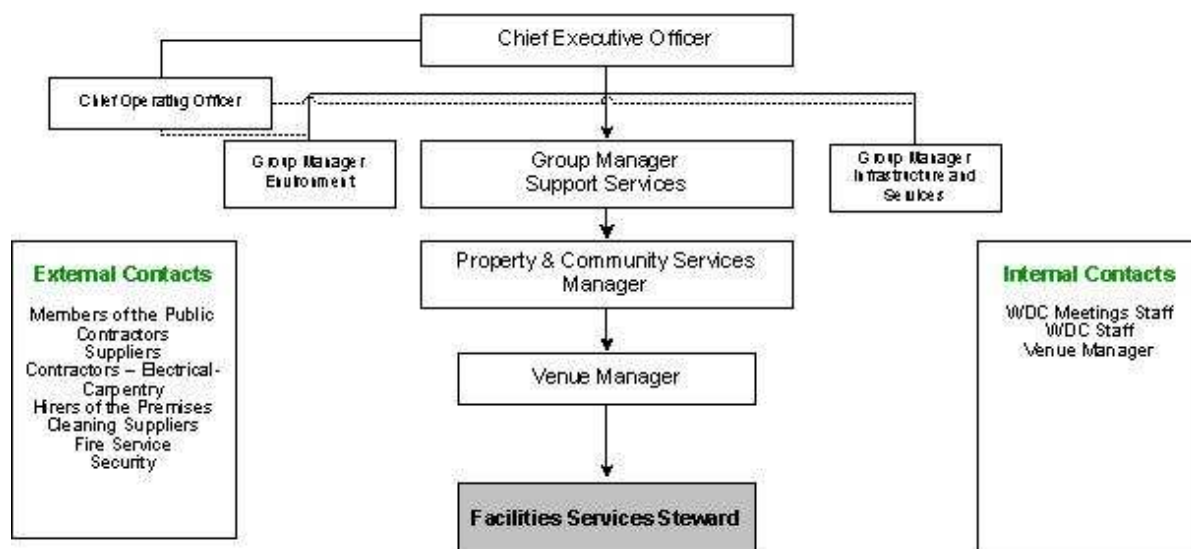 Chief Executive Officer
Chief Operating Officer
Group Manager
Environment
Group Manager
Support Services
Group Manager
Infrastructure and
Services
External Contacts
Members of the Public
Contractors
Suppliers
Contractors – Electrical-
Carpentry
Hirers of the Premises
Cleaning Suppliers
Fire Service
Security
Property & Community Services
Manager
Internal Contacts
WDC Meetings Staff
WDC Staff
Venue Manager
Venue Manager
Facilities Services Steward